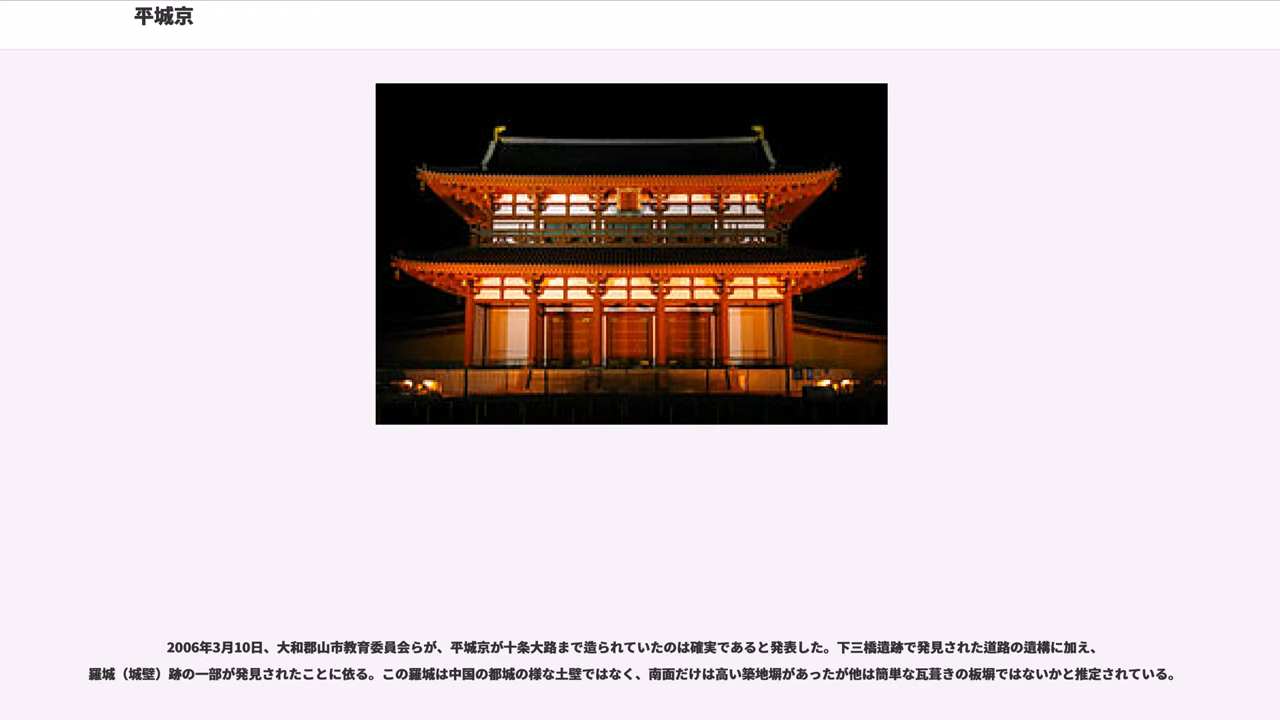 平城京
2006年3月10日、大和郡山市教育委員会らが、平城京が十条大路まで造られていたのは確実であると発表した。下三橋遺跡で発見された道路の遺構に加え、
羅城（城壁）跡の一部が発見されたことに依る。この羅城は中国の都城の様な土壁ではなく、南面だけは高い築地塀があったが他は簡単な瓦葺きの板塀ではないかと推定されている。